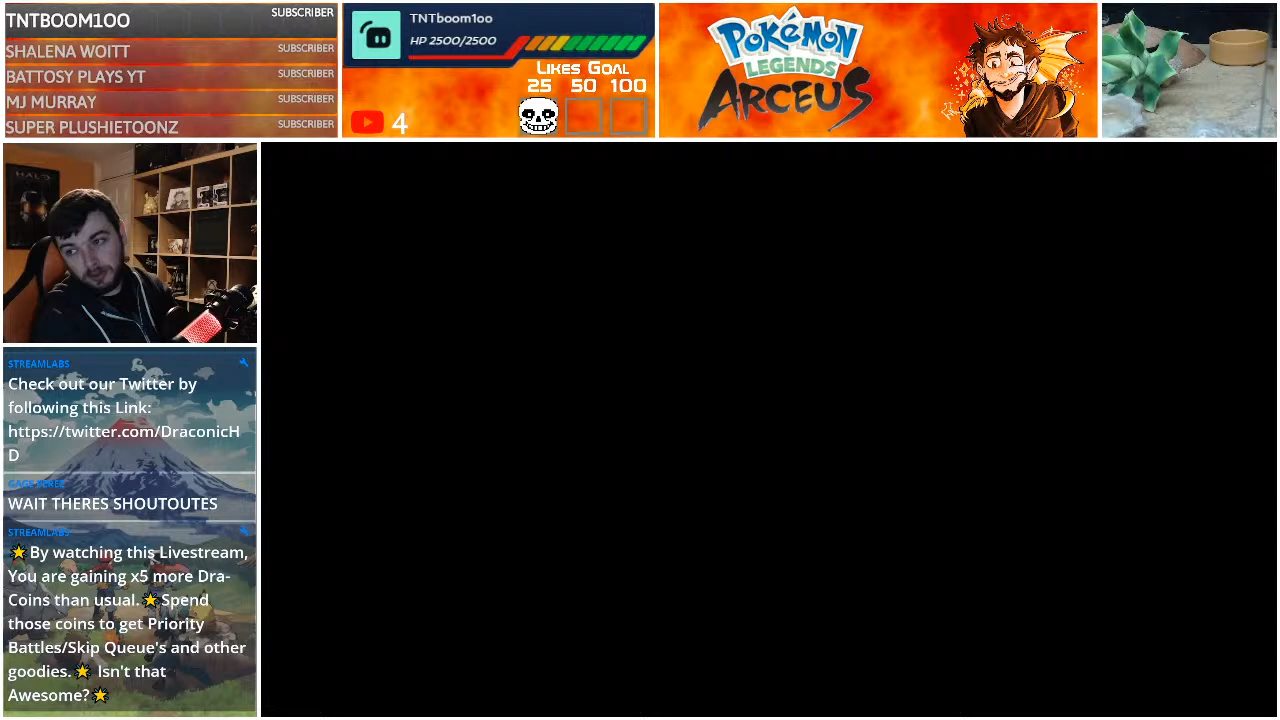 TNTBOOM1OO SUBSCRIBER
SHALENA WOITT SUBSCRIBER
BATTOSY PLAYS YT SUBSCRIBER
MJ MURRAY SUBSCRIBER
SUPER PLUSHIETOONZ SUBSCRIBER
TNTboom1oo
HP 2500/2500
LIKES GOAL
25 50 100
4
POKéMON
LEGENDS
ARCEUS
HALO
STREAMLABS
Check out our Twitter by
following this Link:
https://twitter.com/DraconicH
D
WAIT THERES SHOUTOUTES
STREAMLABS
🌟By watching this Livestream,
You are gaining x5 more Dra-
Coins than usual.🌟Spend
those coins to get Priority
Battles/Skip Queue's and other
goodies.🌟 Isn't that
Awesome?🌟